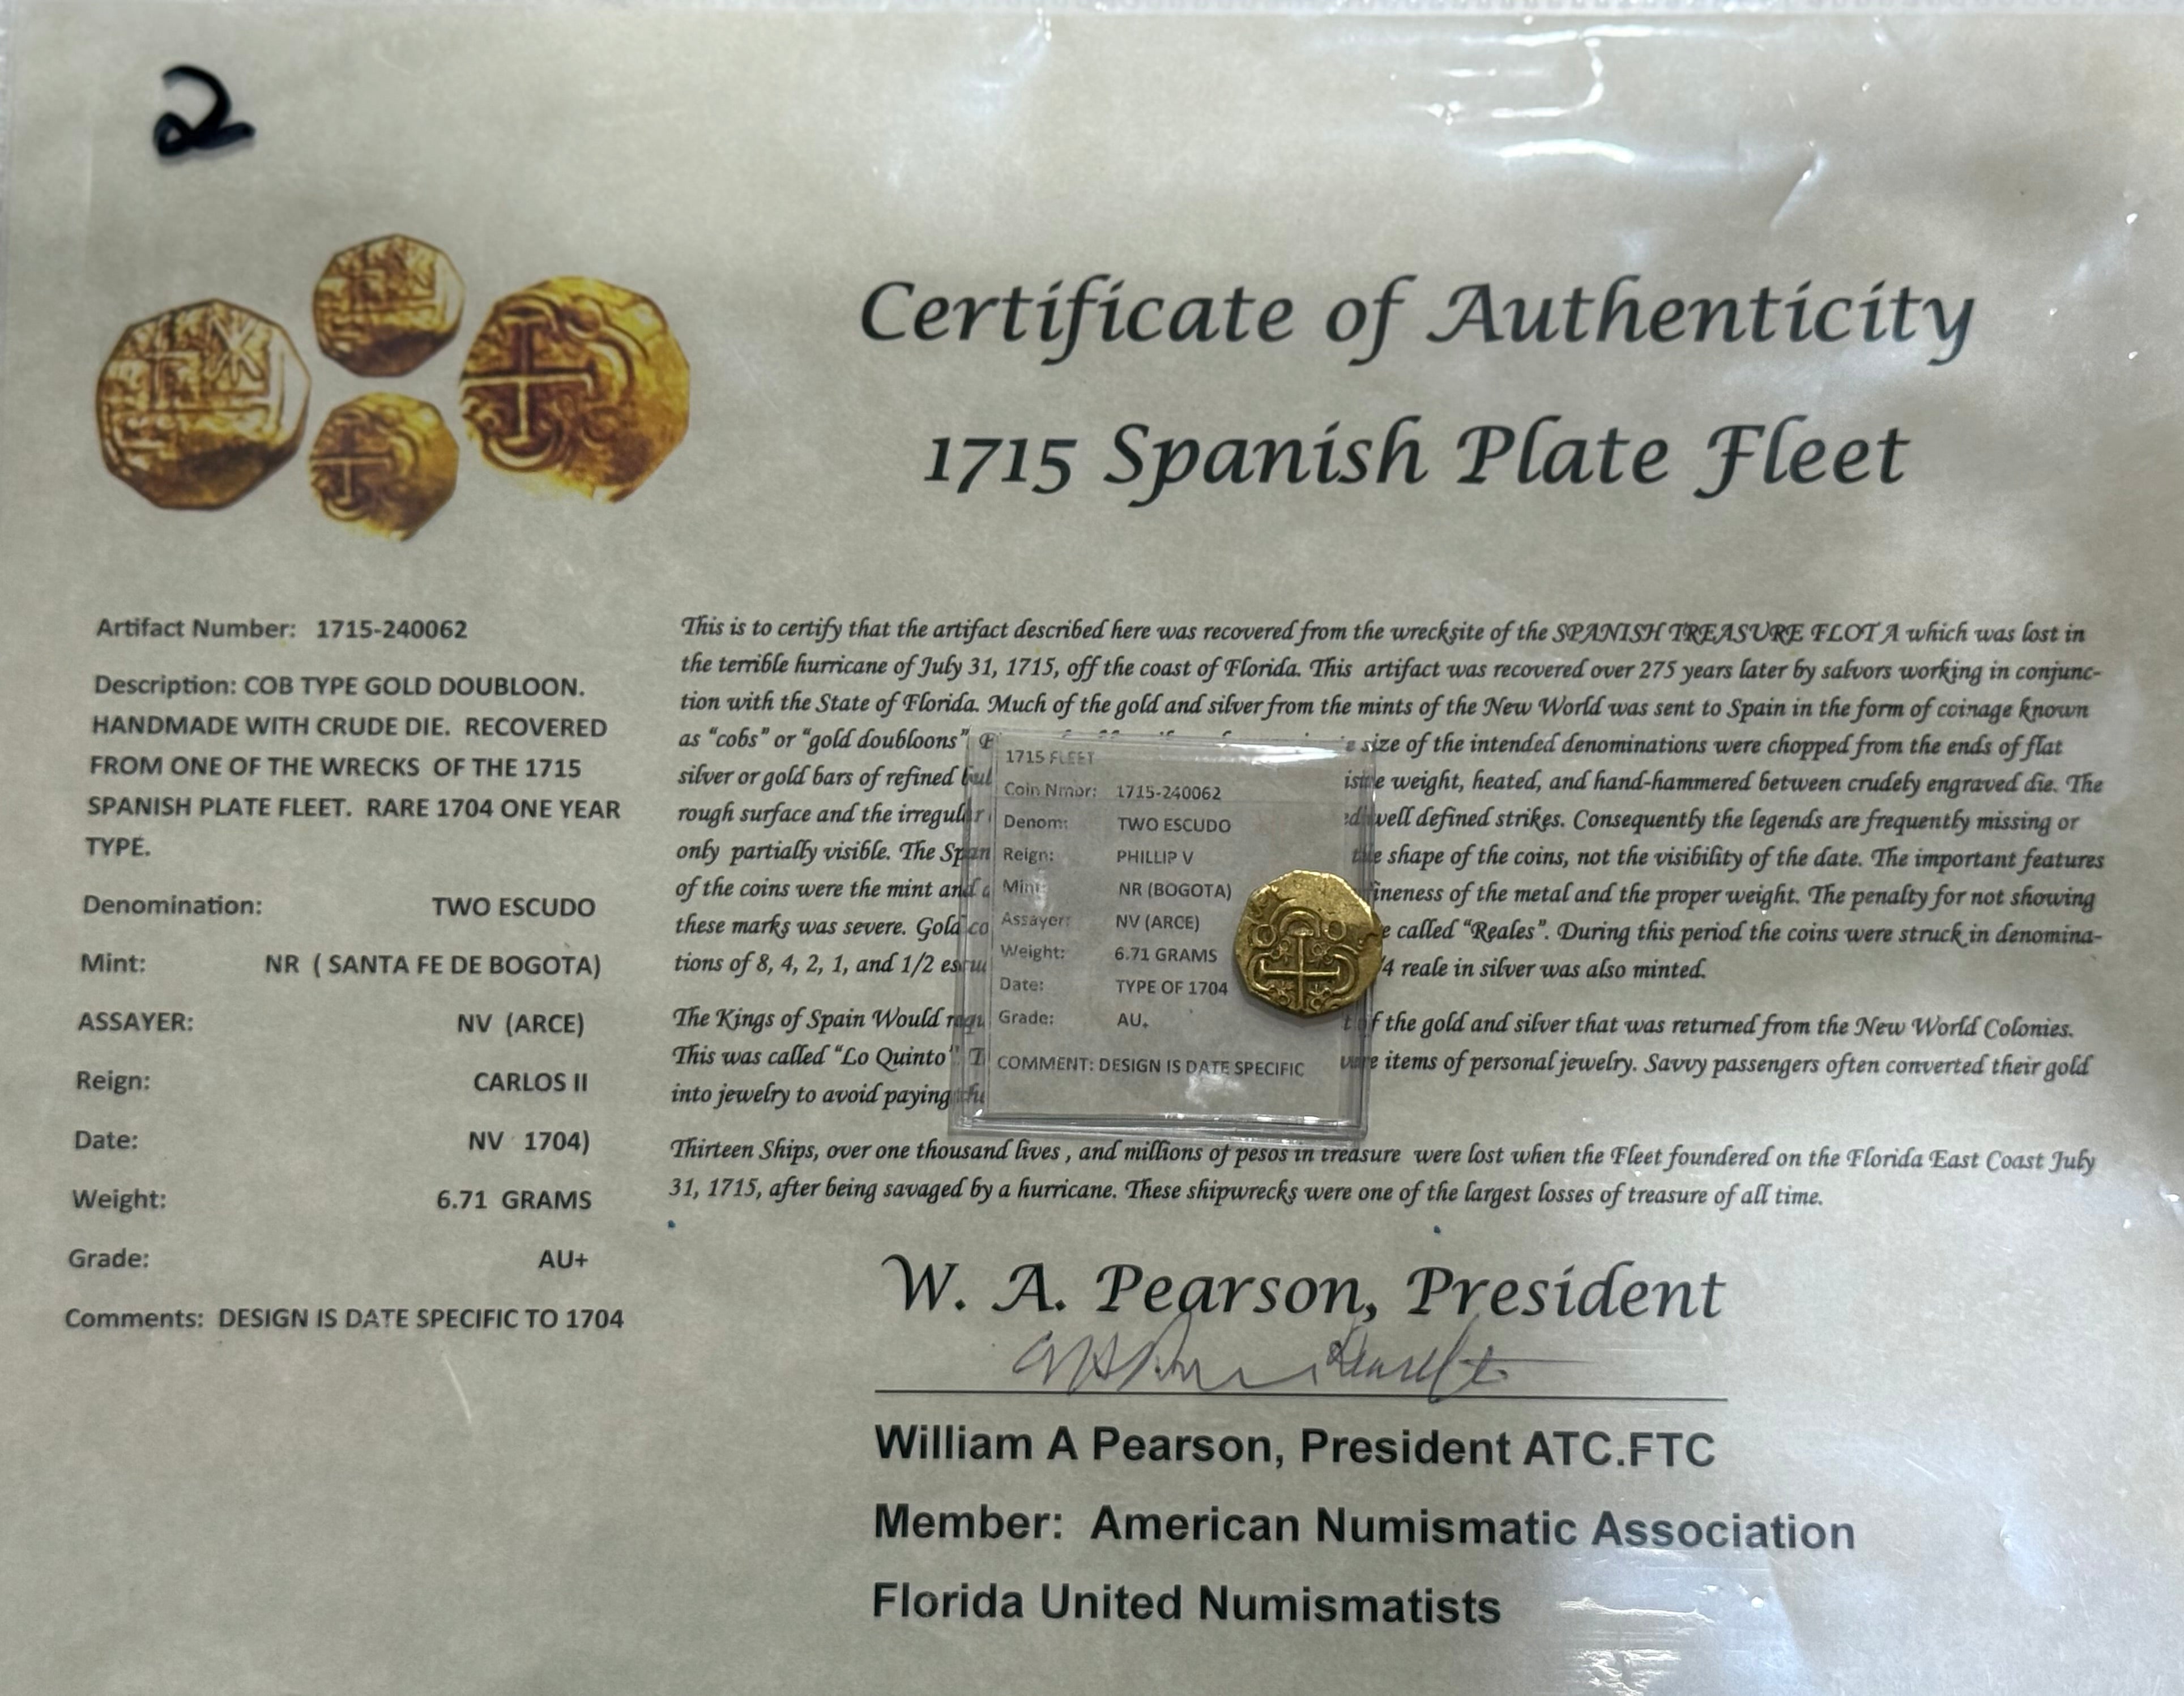 2
Certificate of Authenticity
1715 Spanish Plate Fleet
Artifact Number: 1715-240062
Description: COB TYPE GOLD DOUBLOON.
HANDMADE WITH CRUDE DIE. RECOVERED
FROM ONE OF THE WRECKS OF THE 1715
SPANISH PLATE FLEET. RARE 1704 ONE YEAR
TYPE.
Denomination: TWO ESCUDO
Mint: NR ( SANTA FE DE BOGOTA)
ASSAYER: NV (ARCE)
Reign: CARLOS II
Date: NV 1704)
Weight: 6.71 GRAMS
Grade: AU+
Comments: DESIGN IS DATE SPECIFIC TO 1704
This is to certify that the artifact described here was recovered from the wrecksite of the SPANISH TREASURE FLOTA which was lost in
the terrible hurricane of July 31, 1715, off the coast of Florida. This artifact was recovered over 275 years later by salvors working in conjunc-
tion with the State of Florida. Much of the gold and silver from the mints of the New World was sent to Spain in the form of coinage known
as "cobs" or "gold doubloons" size of the intended denominations were chopped from the ends of flat
silver or gold bars of refined weight, heated, and hand-hammered between crudely engraved die. The
rough surface and the irregular well defined strikes. Consequently the legends are frequently missing or
only partially visible. The Span the shape of the coins, not the visibility of the date. The important features
of the coins were the mint and fineness of the metal and the proper weight. The penalty for not showing
these marks was severe. Gold co called "Reales". During this period the coins were struck in denomina-
tions of 8, 4, 2, 1, and 1/2 escu /4 reale in silver was also minted.
The Kings of Spain Would requ of the gold and silver that was returned from the New World Colonies.
This was called "Lo Quinto". were items of personal jewelry. Savvy passengers often converted their gold
into jewelry to avoid paying
Thirteen Ships, over one thousand lives , and millions of pesos in treasure were lost when the Fleet foundered on the Florida East Coast July
31, 1715, after being savaged by a hurricane. These shipwrecks were one of the largest losses of treasure of all time.
1715 FLEET
Coin Nmbr: 1715-240062
Denom: TWO ESCUDO
Reign: PHILLIP V
Mint: NR (BOGOTA)
Assayer: NV (ARCE)
Weight: 6.71 GRAMS
Date: TYPE OF 1704
Grade: AU+
COMMENT: DESIGN IS DATE SPECIFIC
W. A. Pearson, President
William A Pearson, President ATC.FTC
Member: American Numismatic Association
Florida United Numismatists